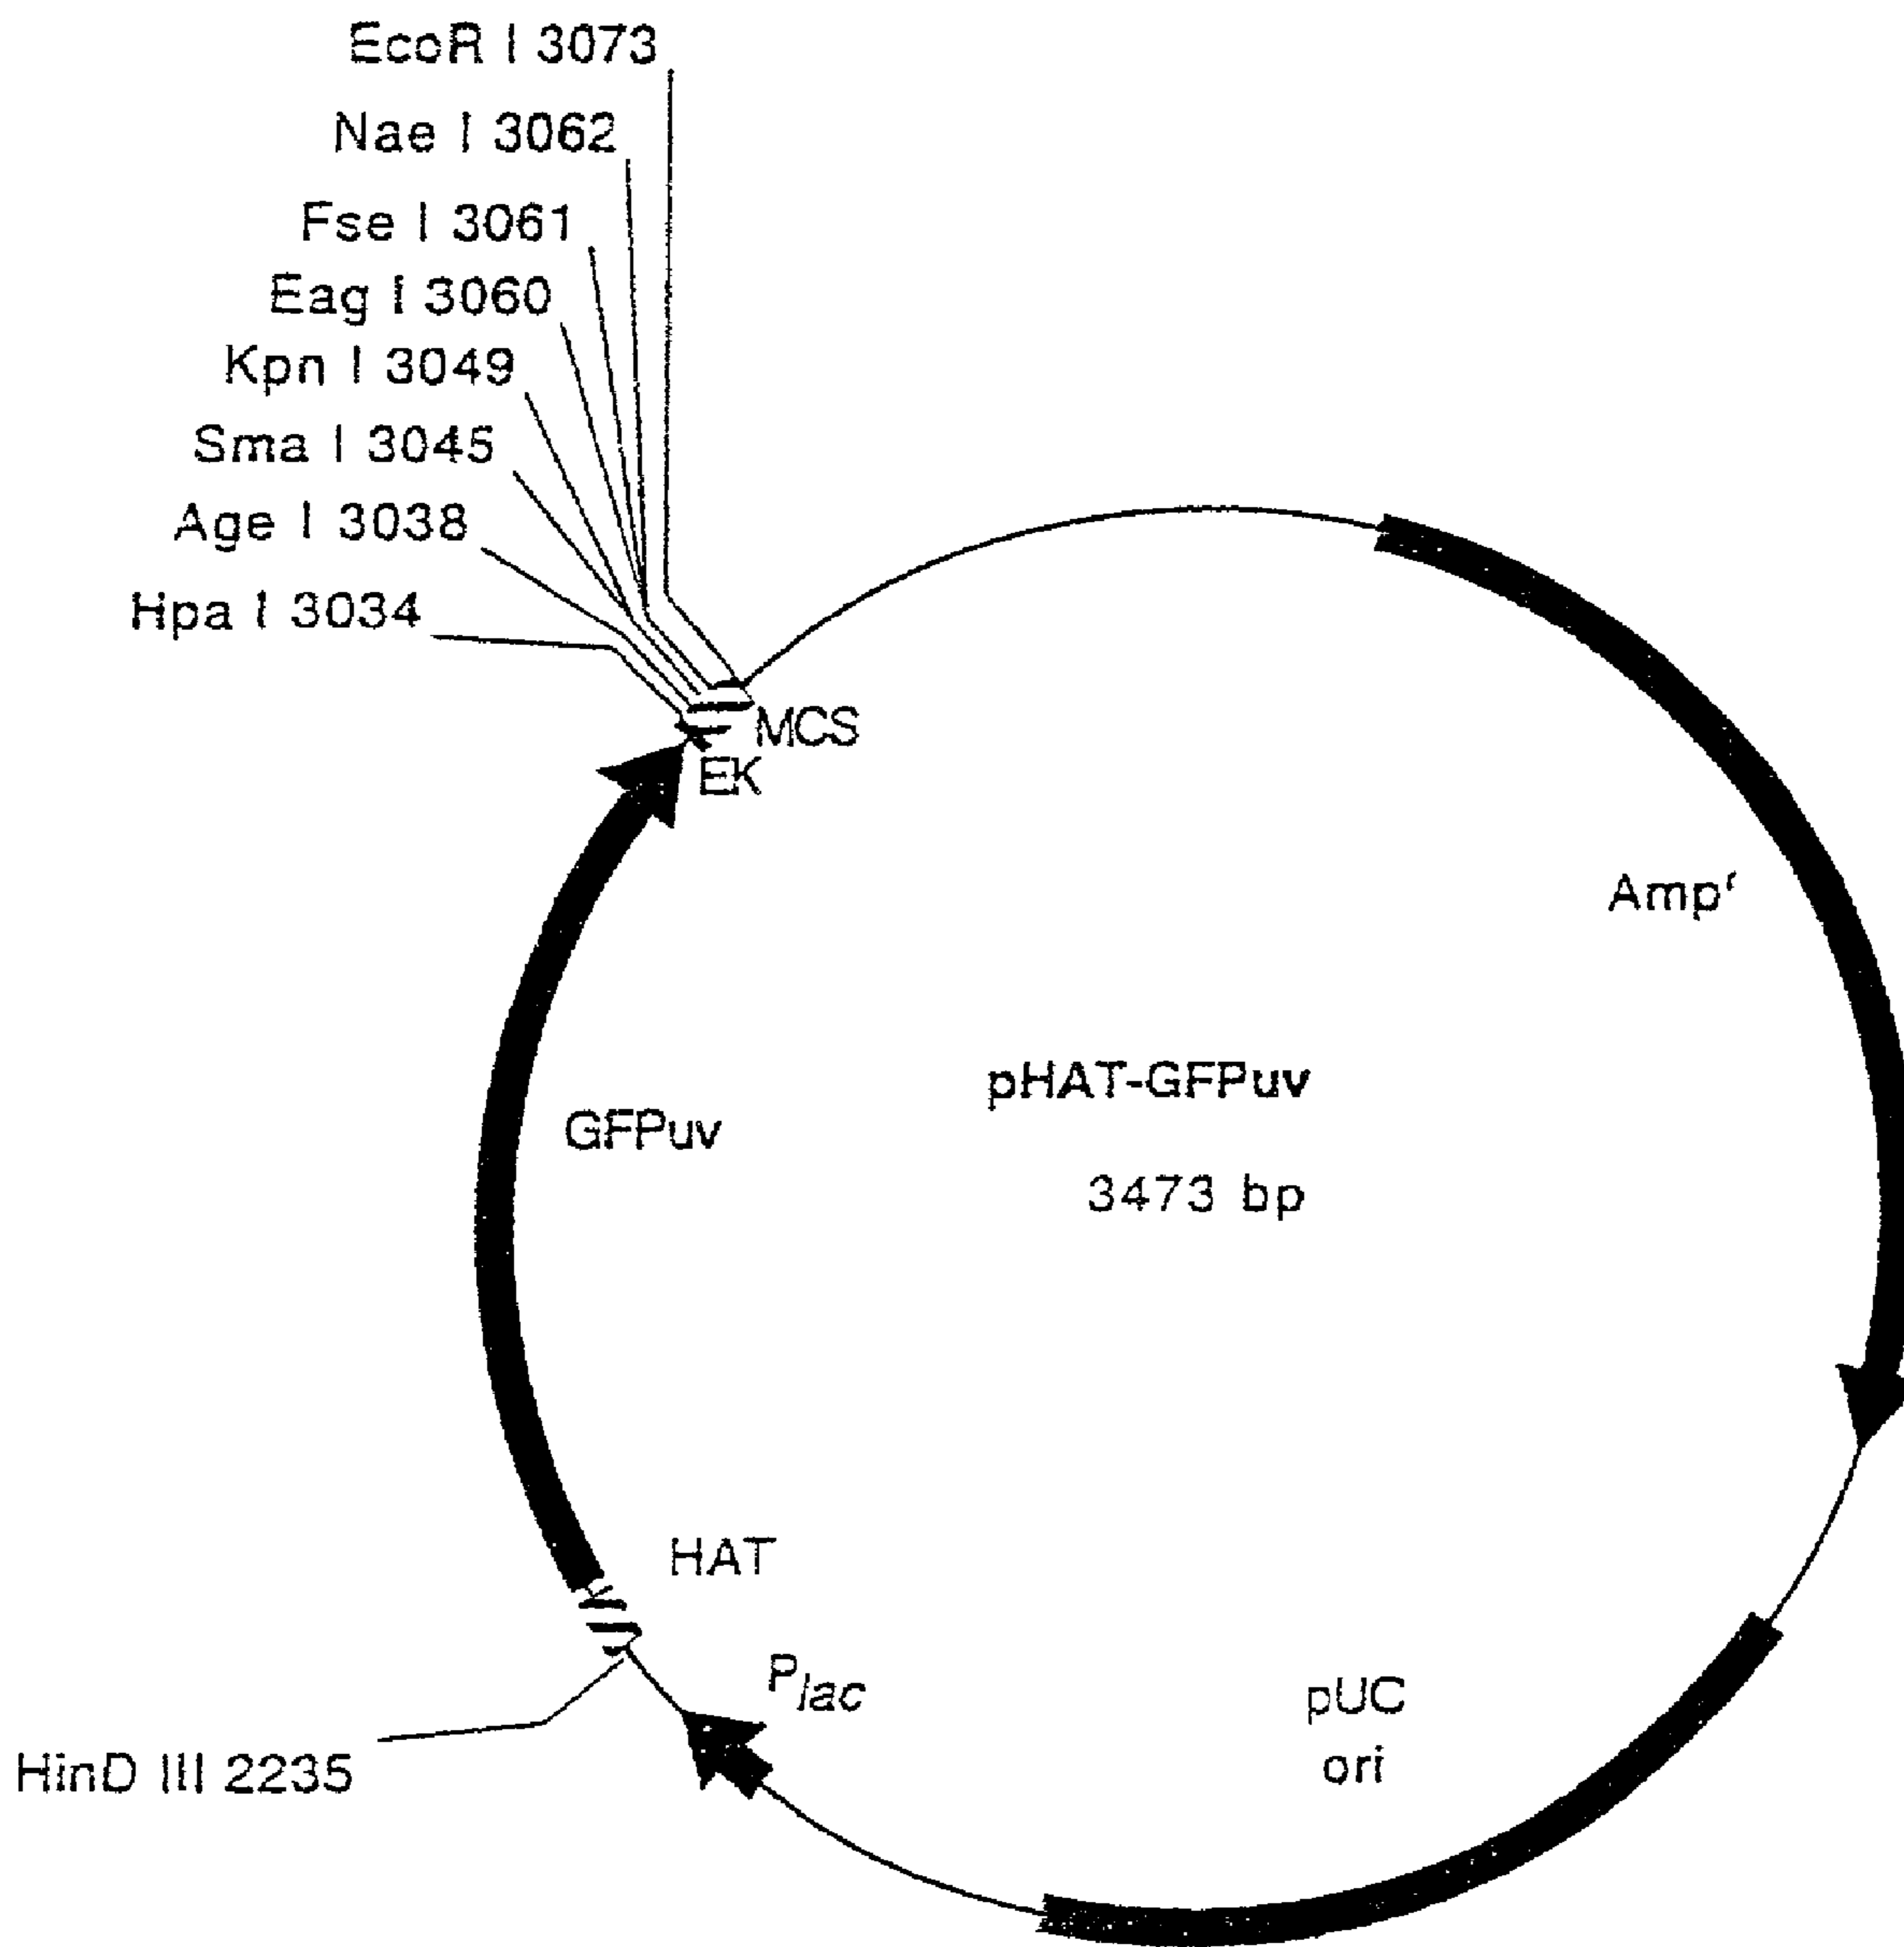 EcoR I 3073
Nae I 3062
Fse I 3061
Eag I 3060
Kpn I 3049
Sma I 3045
Age I 3038
Hpa I 3034
MCS
EK
Ampʳ
pHAT-GFPuv
GFPuv
3473 bp
HAT
Plac
pUC
ori
HinD III 2235